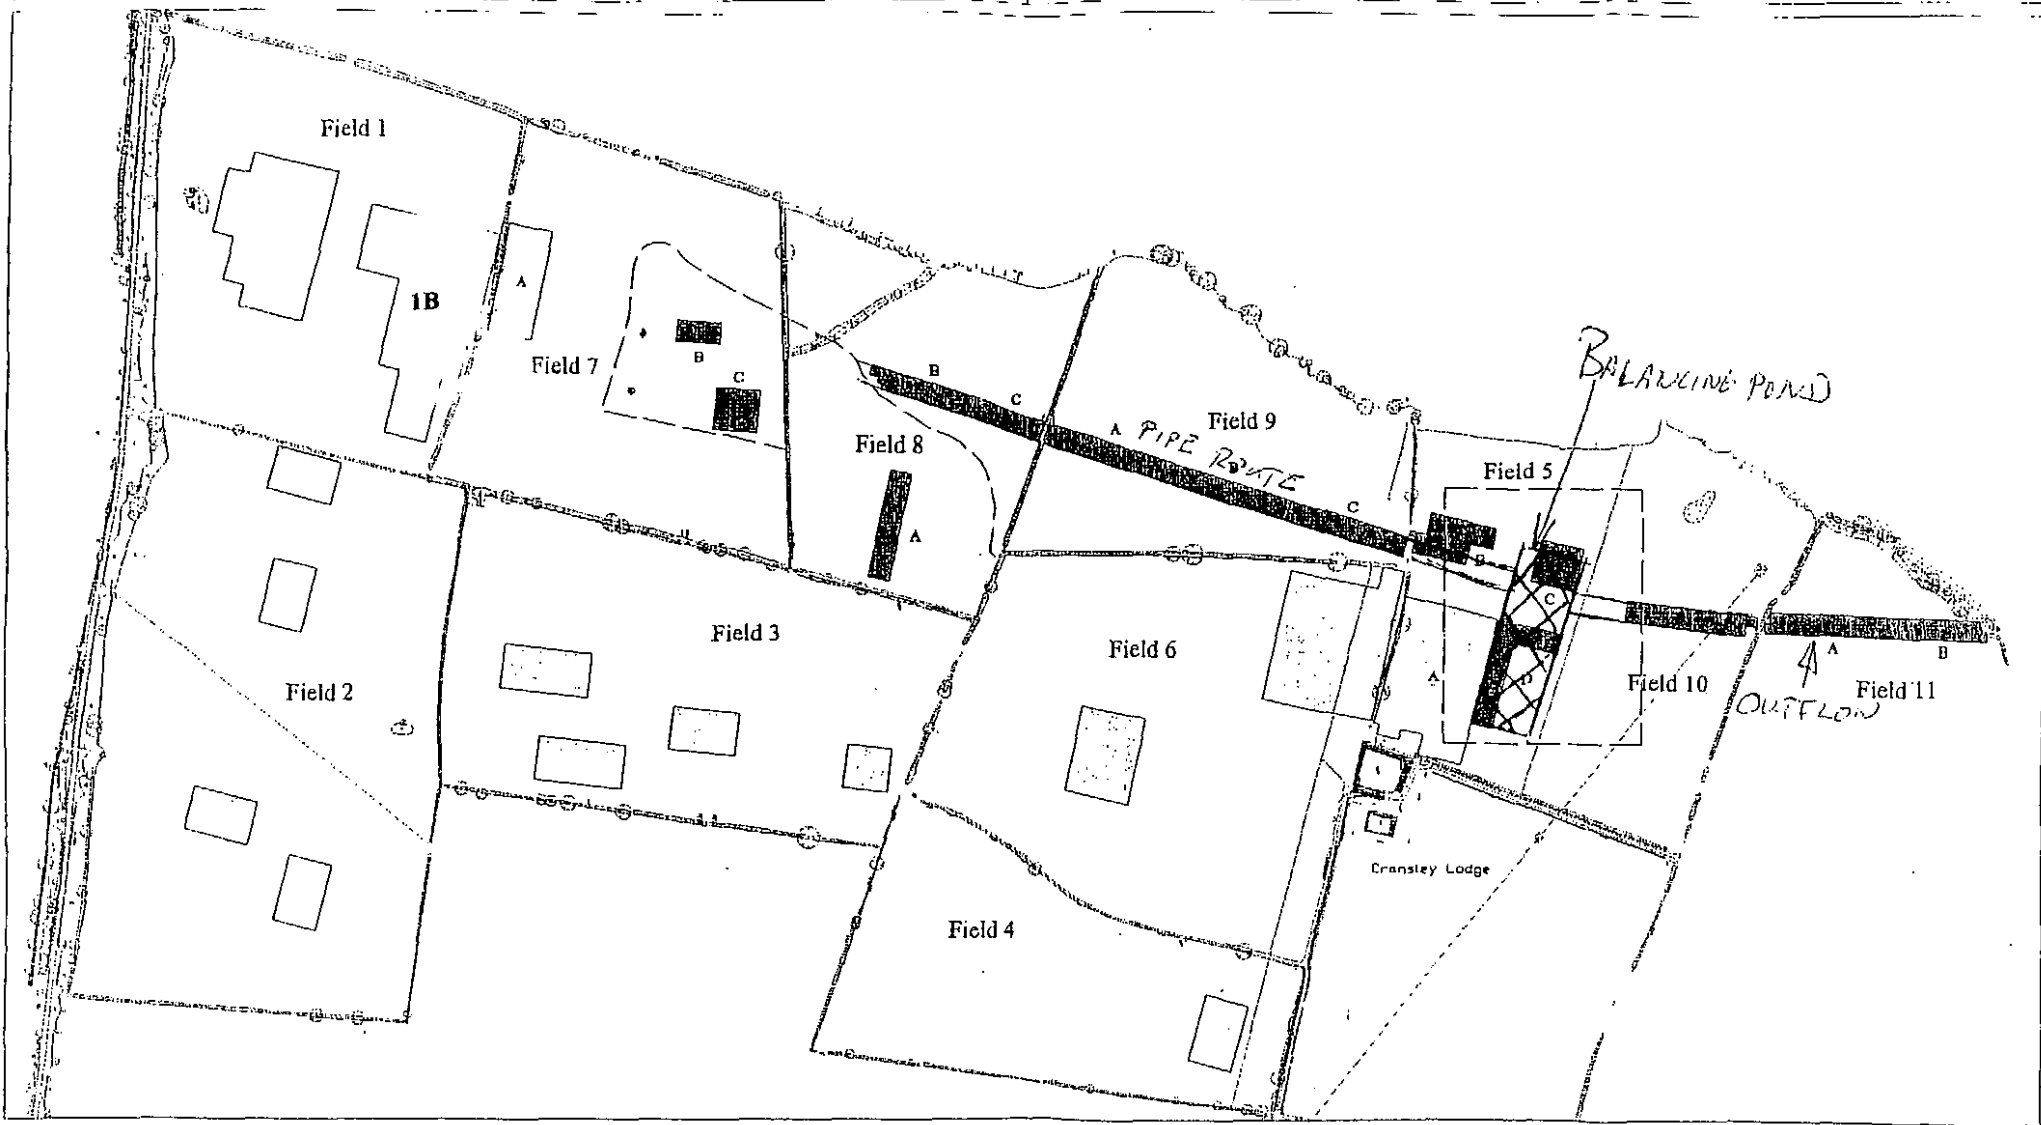 Field 1
1B
A
Field 7
B
C
B
C
Field 8
A
A
PIPE ROUTE
C
Field 9
BALANCING POND
Field 5
B
C
A
D
Field 10
A
B
OUTFLOW
Field 11
Field 2
Field 3
Field 6
Field 4
Cransley Lodge